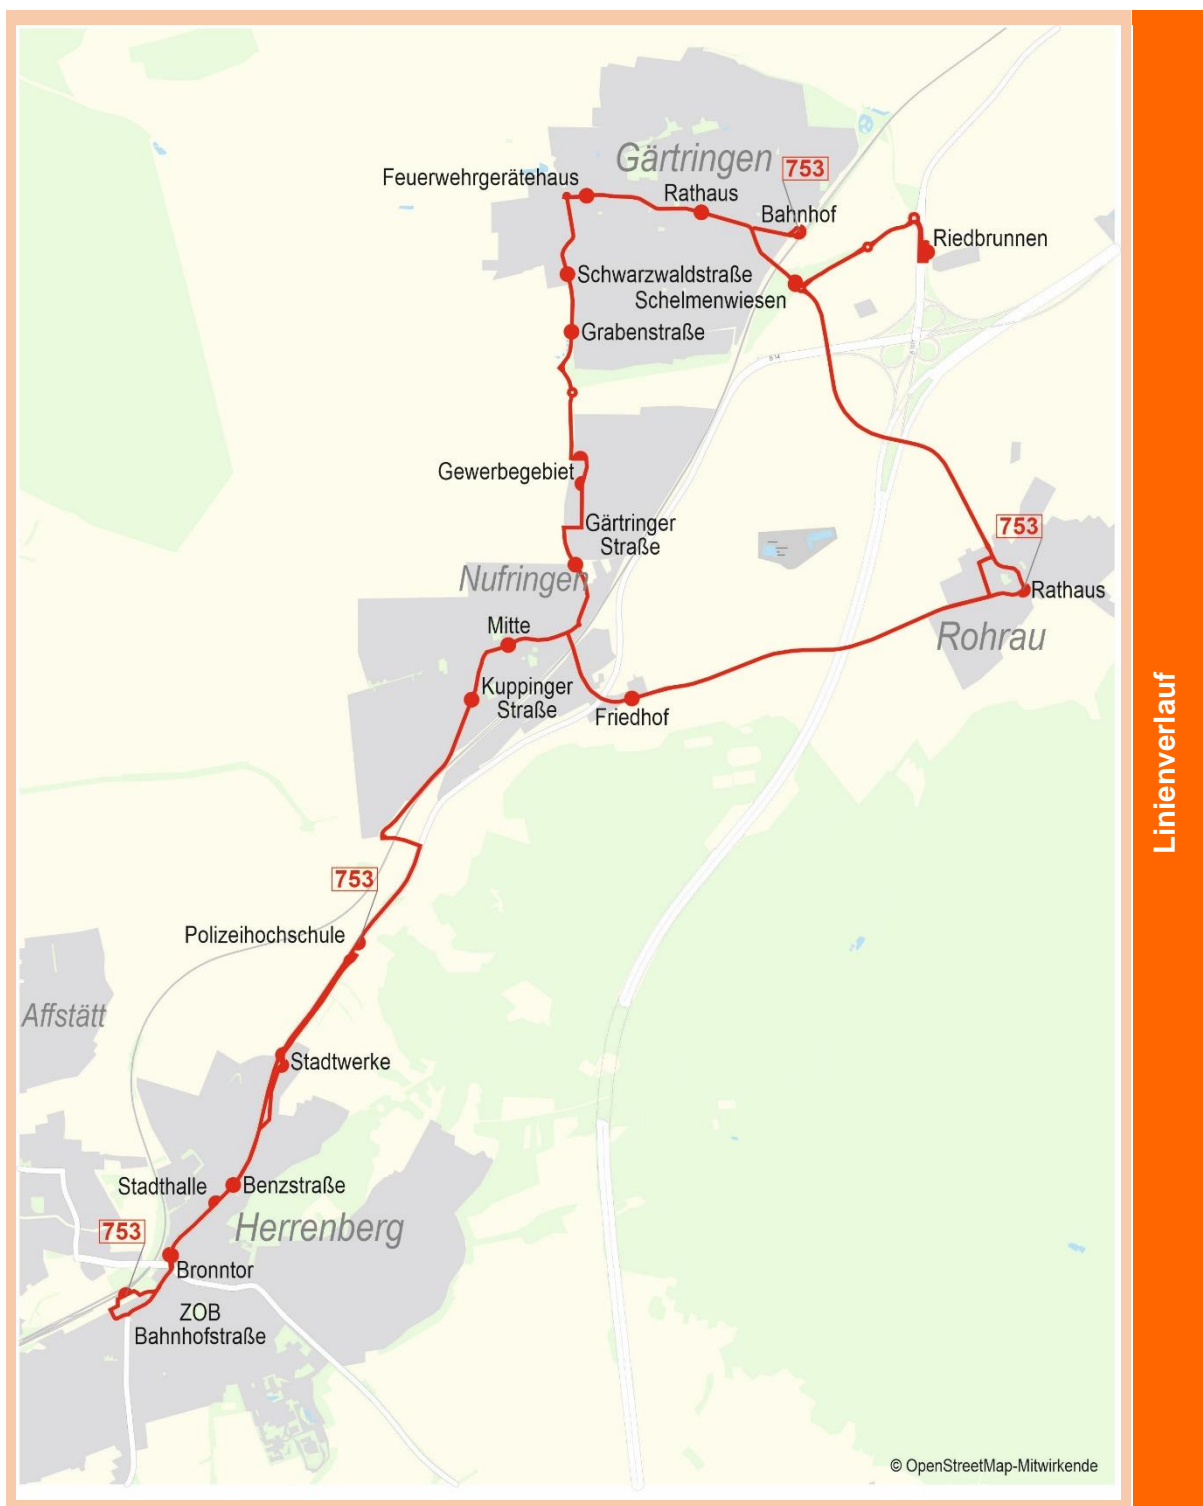 Gärtringen
753
Feuerwehrgerätehaus
Rathaus
Bahnhof
Riedbrunnen
Schwarzwaldstraße
Schelmenwiesen
Grabenstraße
B 14
Gewerbegebiet
Gärtringer
Straße
753
Nufringen
Rathaus
Mitte
Rohrau
Kuppinger
Straße
Friedhof
Linienverlauf
753
Polizeihochschule
Affstätt
Stadtwerke
Stadthalle
Benzstraße
753
Herrenberg
Bronntor
ZOB
Bahnhofstraße
© OpenStreetMap-Mitwirkende